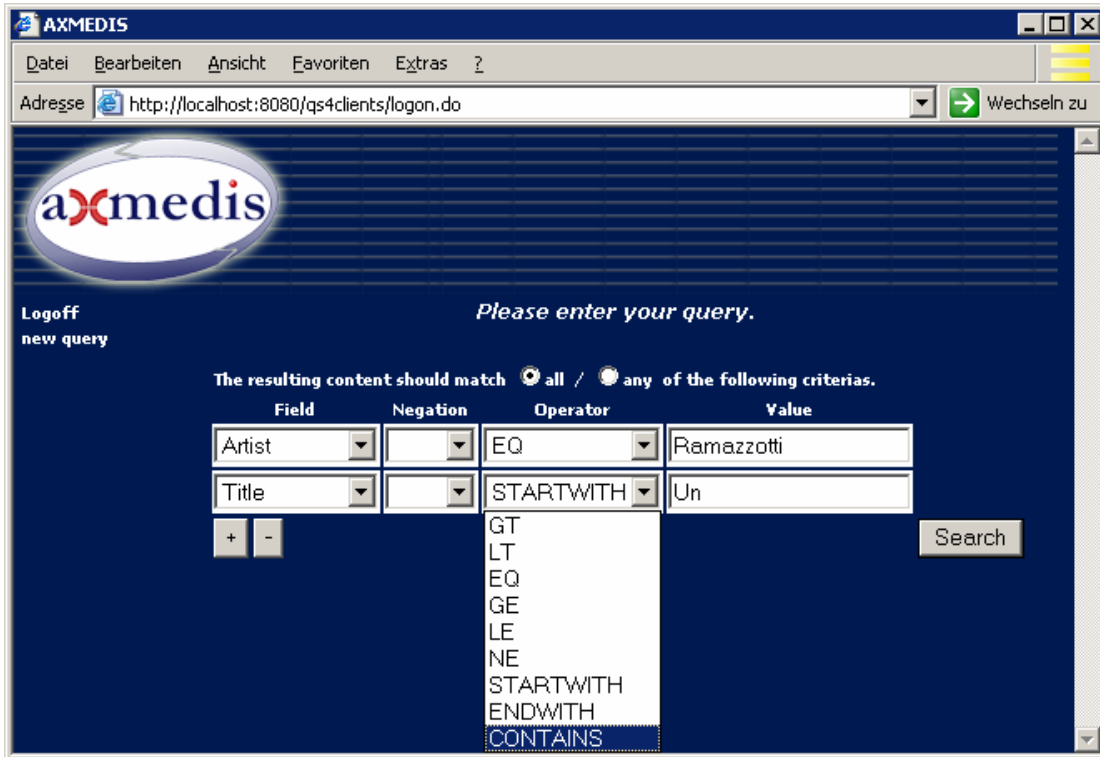 AXMEDIS
Datei Bearbeiten Ansicht Favoriten Extras ?
Adresse http://localhost:8080/qs4clients/logon.do Wechseln zu
axmedis
Logoff Please enter your query.
new query
The resulting content should match all / any of the following criterias.
Field Negation Operator Value
Artist EQ Ramazzotti
Title STARTWITH Un
+ - Search
GT
LT
EQ
GE
LE
NE
STARTWITH
ENDWITH
CONTAINS